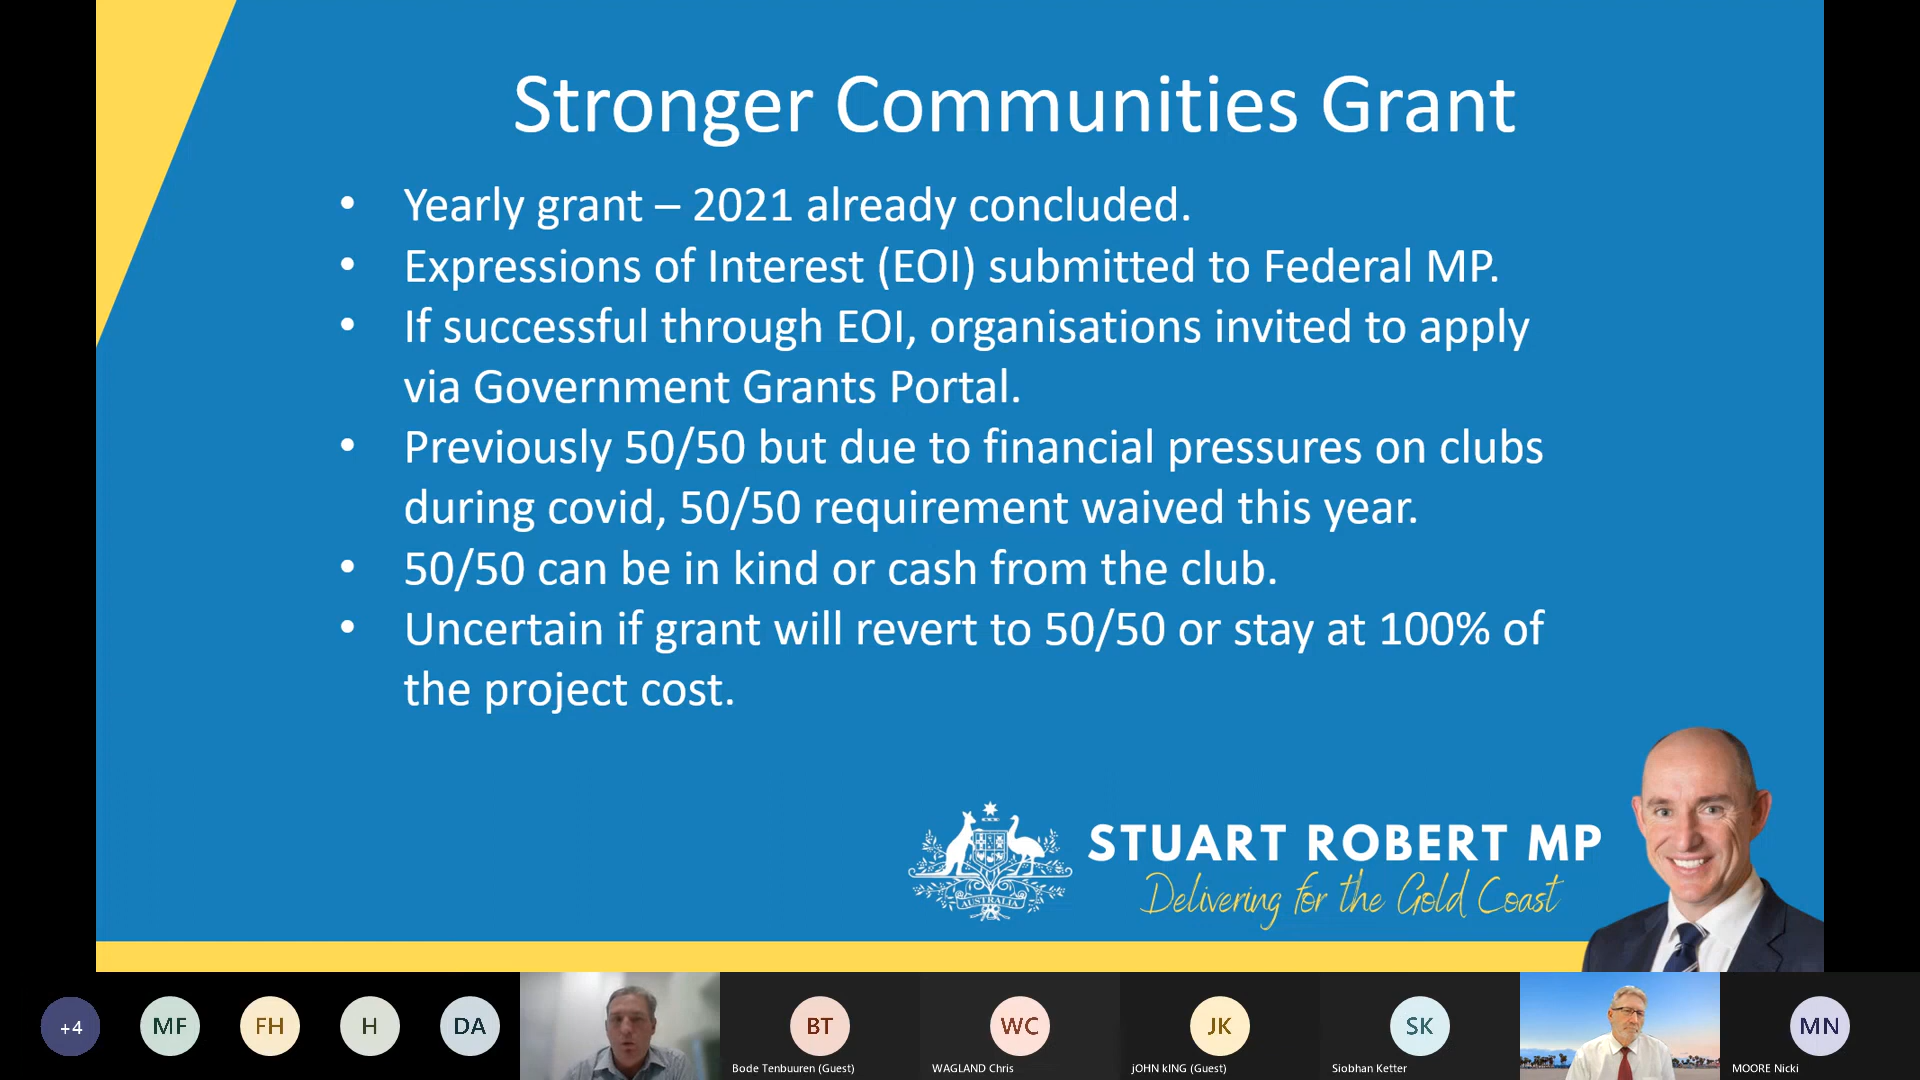 Stronger Communities Grant
• Yearly grant – 2021 already concluded.
• Expressions of Interest (EOI) submitted to Federal MP.
• If successful through EOI, organisations invited to apply
via Government Grants Portal.
• Previously 50/50 but due to financial pressures on clubs
during covid, 50/50 requirement waived this year.
• 50/50 can be in kind or cash from the club.
• Uncertain if grant will revert to 50/50 or stay at 100% of
the project cost.
AUSTRALIA
STUART ROBERT MP
Delivering for the Gold Coast
+4
MF
FH
H
DA
BT
WC
JK
SK
MN
Bode Tenbuuren (Guest)
WAGLAND Chris
jOHN kING (Guest)
Siobhan Ketter
MOORE Nicki